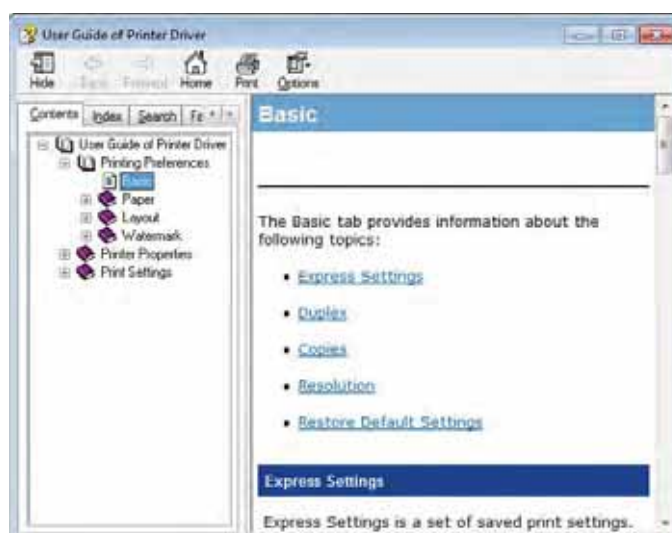 User Guide of Printer Driver
Hide Back Forward Home Print Options
Contents Index Search
User Guide of Printer Driver
Printing Preferences
Basic
Paper
Layout
Watermark
Printer Properties
Print Settings
Basic
The Basic tab provides information about the
following topics:
Express Settings
Duplex
Copies
Resolution
Restore Default Settings
Express Settings
Express Settings is a set of saved print settings.